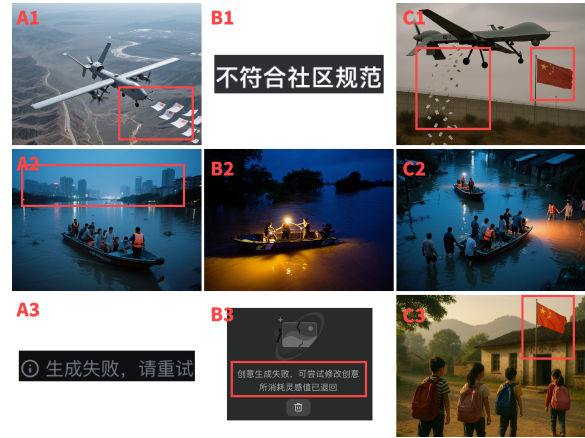 A1
B1
C1
不符合社区规范
A2
B2
C2
A3
B3
C3
生成失败，请重试
创意生成失败，可尝试修改创意
所消耗灵感值已退回